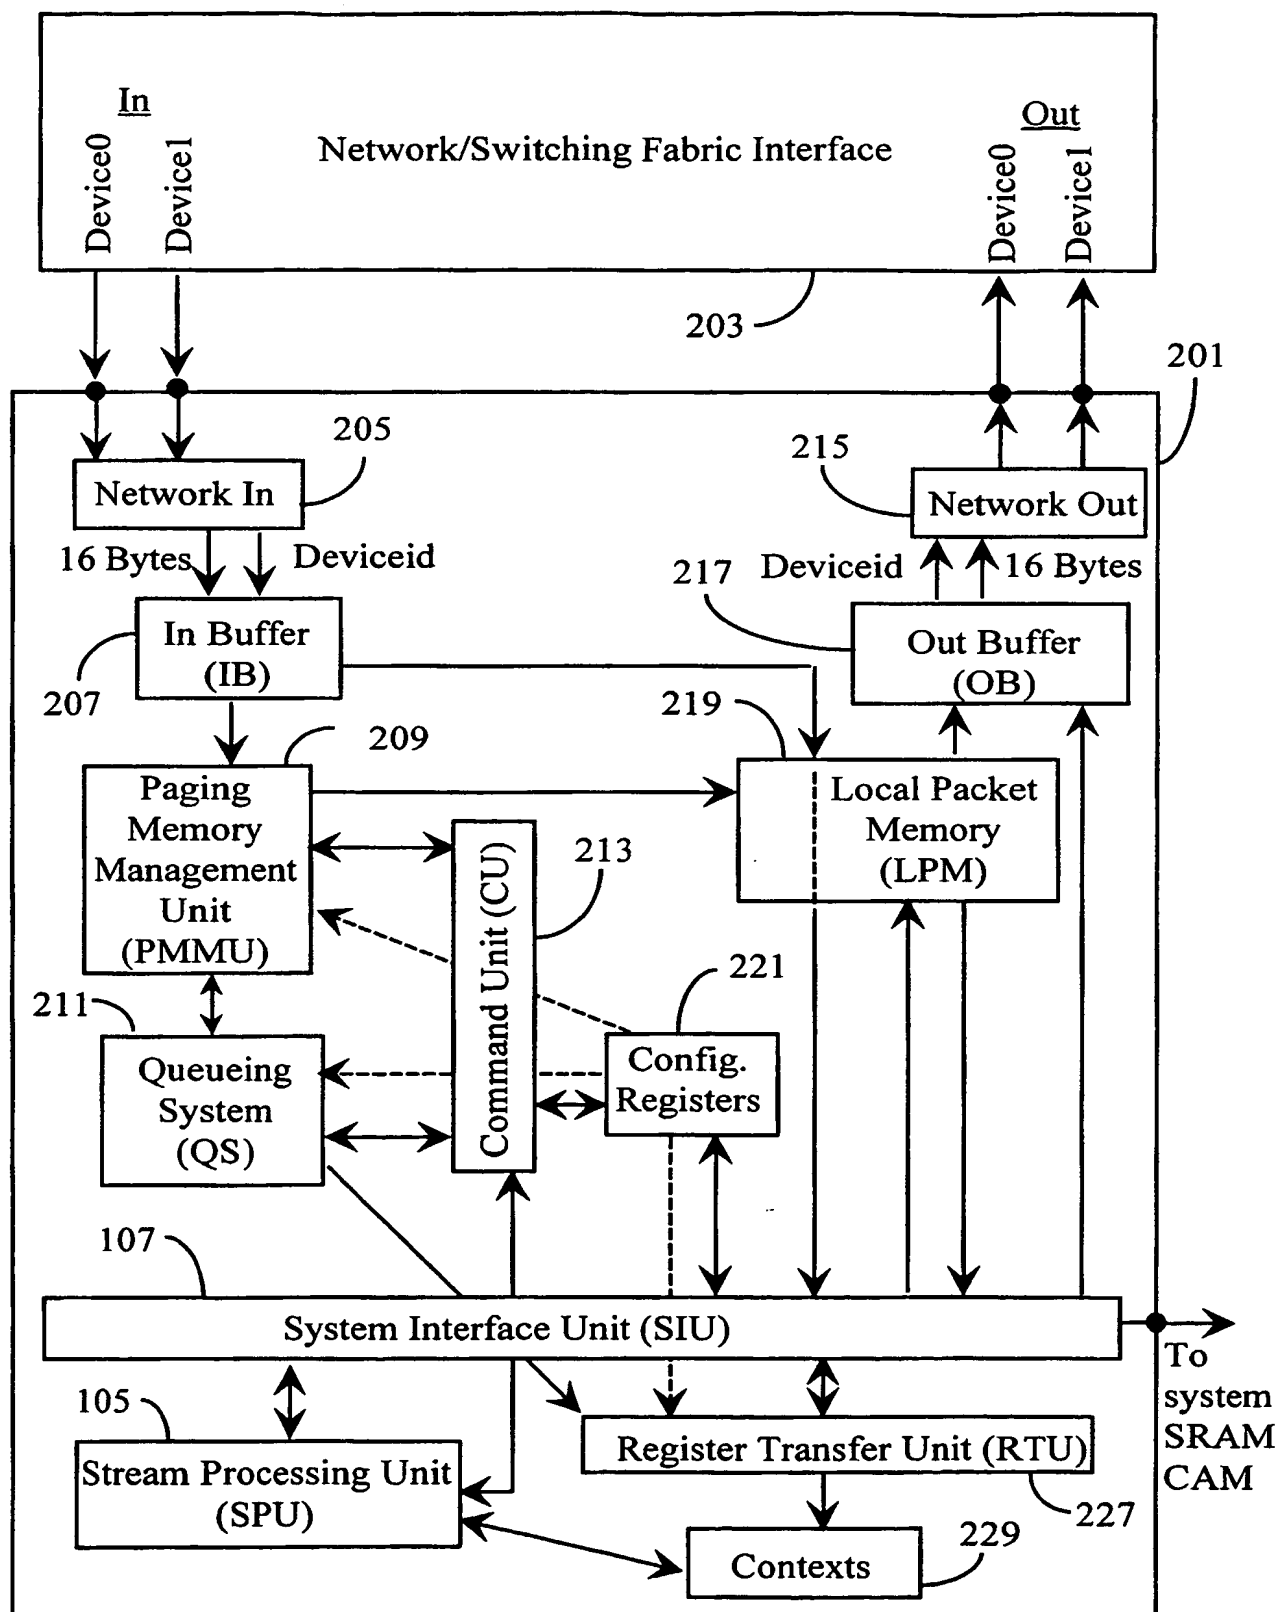 In
Out
Device0
Device1
Network/Switching Fabric Interface
Device0
Device1
203
201
205
215
Network In
Network Out
16 Bytes
Deviceid
217
Deviceid
16 Bytes
In Buffer
(IB)
Out Buffer
(OB)
207
219
209
Paging
Memory
Management
Unit
(PMMU)
Local Packet
Memory
(LPM)
213
Command Unit (CU)
221
211
Queueing
System
(QS)
Config.
Registers
107
System Interface Unit (SIU)
To
system
SRAM
CAM
105
Stream Processing Unit
(SPU)
Register Transfer Unit (RTU)
227
229
Contexts